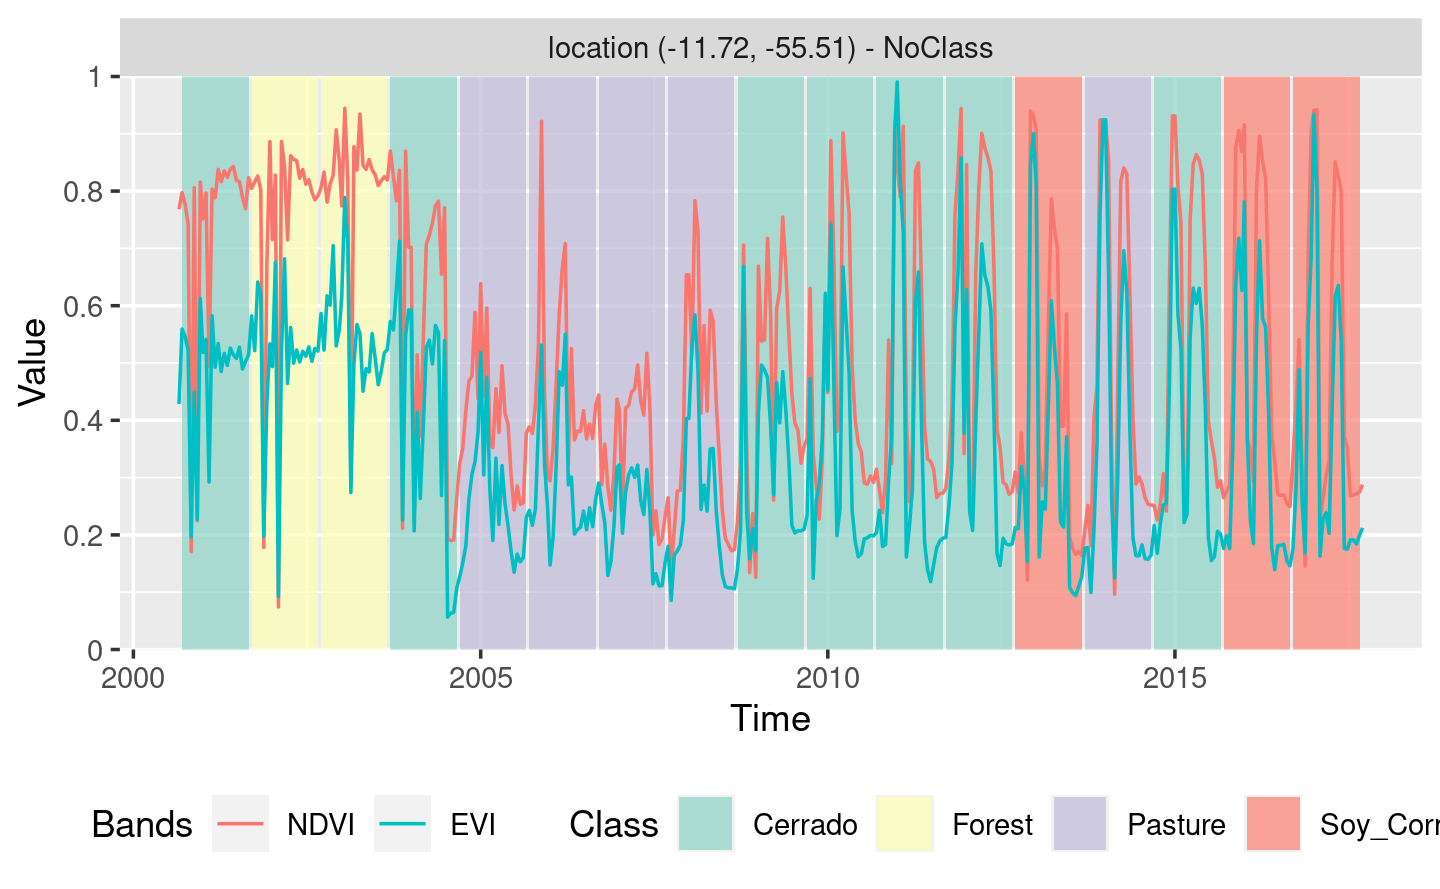 location (-11.72, -55.51) - NoClass
1
0.8
0.6
0.4
0.2
0
Value
2000 2005 2010 2015
Time
Bands NDVI EVI Class Cerrado Forest Pasture Soy_Corr